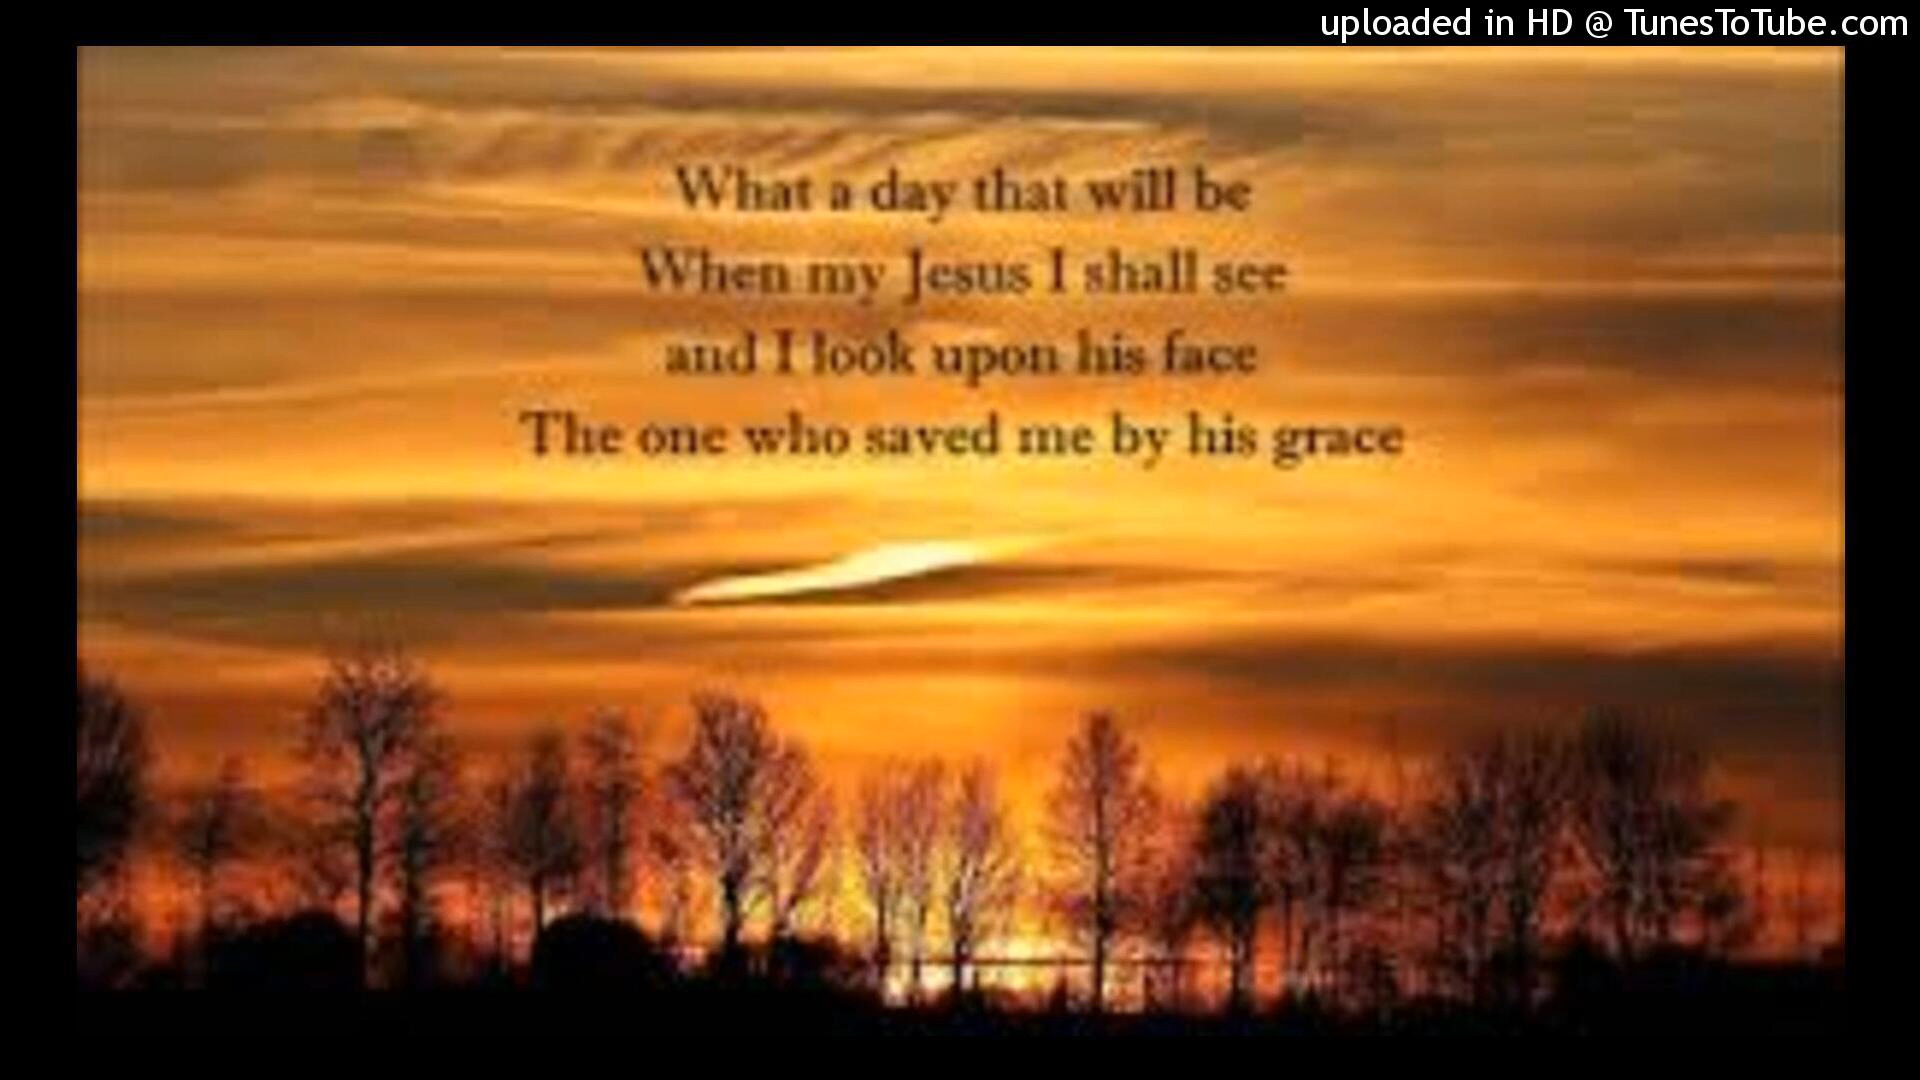 uploaded in HD @ TunesToTube.com
What a day that will be
When my Jesus I shall see
and I look upon his face
The one who saved me by his grace